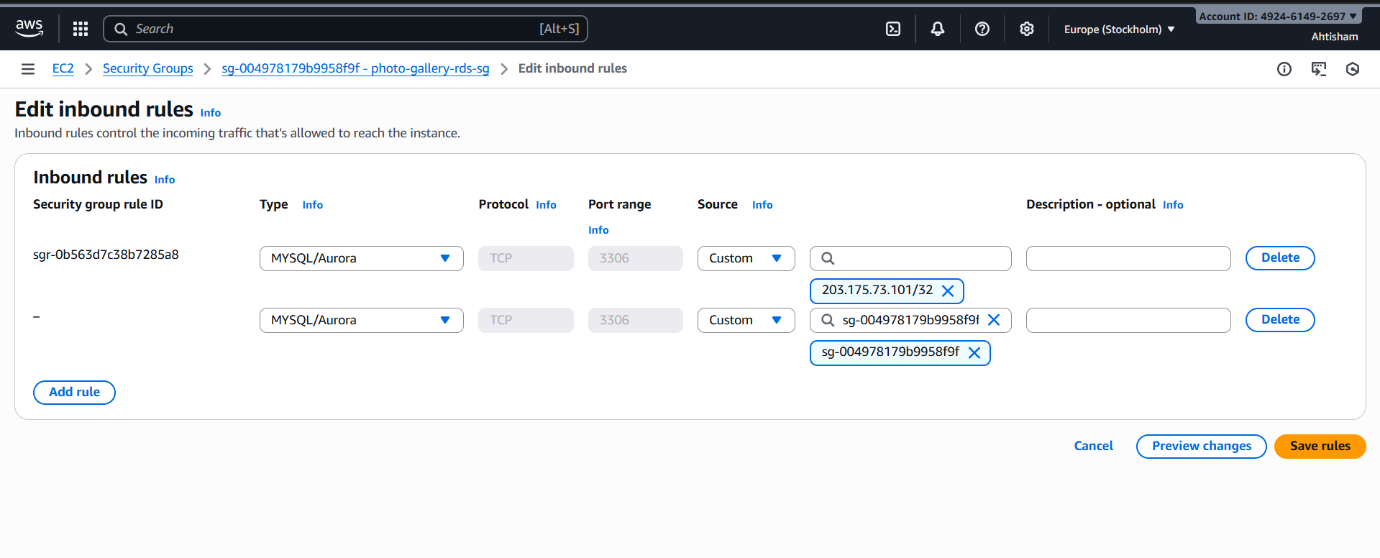 aws
Search [Alt+S]
Europe (Stockholm)
Account ID: 4924-6149-2697
Ahtisham
EC2 > Security Groups > sg-004978179b9958f9f - photo-gallery-rds-sg > Edit inbound rules
Edit inbound rules Info
Inbound rules control the incoming traffic that's allowed to reach the instance.
Inbound rules Info
Security group rule ID Type Info Protocol Info Port range Info Source Info Description - optional Info
sgr-0b563d7c38b7285a8 MYSQL/Aurora TCP 3306 Custom Delete
203.175.73.101/32
– MYSQL/Aurora TCP 3306 Custom sg-004978179b9958f9f Delete
sg-004978179b9958f9f
Add rule
Cancel Preview changes Save rules